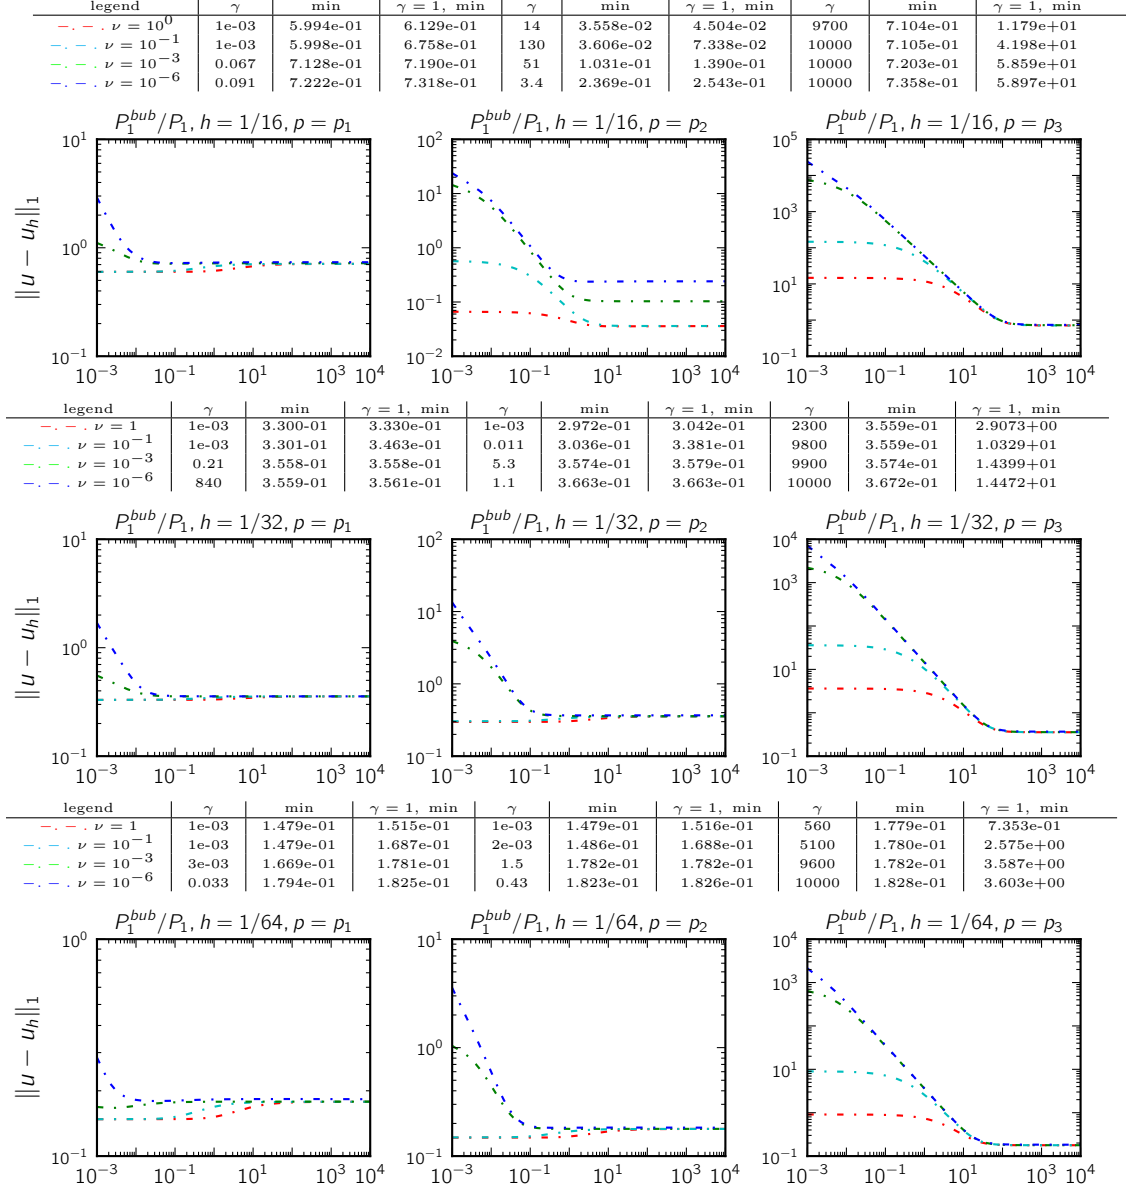 legend γ min γ = 1, min γ min γ = 1, min γ min γ = 1, min
−. − . ν = 10^0 1e-03 5.994e-01 6.129e-01 14 3.558e-02 4.504e-02 9700 7.104e-01 1.179e+01
−. − . ν = 10^−1 1e-03 5.998e-01 6.758e-01 130 3.606e-02 7.338e-02 10000 7.105e-01 4.198e+01
−. − . ν = 10^−3 0.067 7.128e-01 7.190e-01 51 1.031e-01 1.390e-01 10000 7.203e-01 5.859e+01
−. − . ν = 10^−6 0.091 7.222e-01 7.318e-01 3.4 2.369e-01 2.543e-01 10000 7.358e-01 5.897e+01
P_1^bub/P_1, h = 1/16, p = p_1 P_1^bub/P_1, h = 1/16, p = p_2 P_1^bub/P_1, h = 1/16, p = p_3
10^1 10^2 10^5
10^1 10^3
10^0 10^0 10^1
10^−1
10^−1 10^−2 10^−1
‖u − u_h‖_1
10^−3 10^−1 10^1 10^3 10^4 10^−3 10^−1 10^1 10^3 10^4 10^−3 10^−1 10^1 10^3 10^4
legend γ min γ = 1, min γ min γ = 1, min γ min γ = 1, min
−. − . ν = 1 1e-03 3.300-01 3.330e-01 1e-03 2.972e-01 3.042e-01 2300 3.559e-01 2.9073+00
−. − . ν = 10^−1 1e-03 3.301-01 3.463e-01 0.011 3.036e-01 3.381e-01 9800 3.559e-01 1.0329+01
−. − . ν = 10^−3 0.21 3.558-01 3.558e-01 5.3 3.574e-01 3.579e-01 9900 3.574e-01 1.4399+01
−. − . ν = 10^−6 840 3.559-01 3.561e-01 1.1 3.663e-01 3.663e-01 10000 3.672e-01 1.4472+01
P_1^bub/P_1, h = 1/32, p = p_1 P_1^bub/P_1, h = 1/32, p = p_2 P_1^bub/P_1, h = 1/32, p = p_3
10^1 10^2 10^4
10^3
10^1
10^0 10^0 10^1
10^−1 10^−1 10^−1
‖u − u_h‖_1
10^−3 10^−1 10^1 10^3 10^4 10^−3 10^−1 10^1 10^3 10^4 10^−3 10^−1 10^1 10^3 10^4
legend γ min γ = 1, min γ min γ = 1, min γ min γ = 1, min
−. − . ν = 1 1e-03 1.479e-01 1.515e-01 1e-03 1.479e-01 1.516e-01 560 1.779e-01 7.353e-01
−. − . ν = 10^−1 1e-03 1.479e-01 1.687e-01 2e-03 1.486e-01 1.688e-01 5100 1.780e-01 2.575e+00
−. − . ν = 10^−3 3e-03 1.669e-01 1.781e-01 1.5 1.782e-01 1.782e-01 9600 1.782e-01 3.587e+00
−. − . ν = 10^−6 0.033 1.794e-01 1.825e-01 0.43 1.823e-01 1.826e-01 10000 1.828e-01 3.603e+00
P_1^bub/P_1, h = 1/64, p = p_1 P_1^bub/P_1, h = 1/64, p = p_2 P_1^bub/P_1, h = 1/64, p = p_3
10^0 10^1 10^4
10^3
10^0 10^1
10^−1 10^−1 10^−1
‖u − u_h‖_1
10^−3 10^−1 10^1 10^3 10^4 10^−3 10^−1 10^1 10^3 10^4 10^−3 10^−1 10^1 10^3 10^4